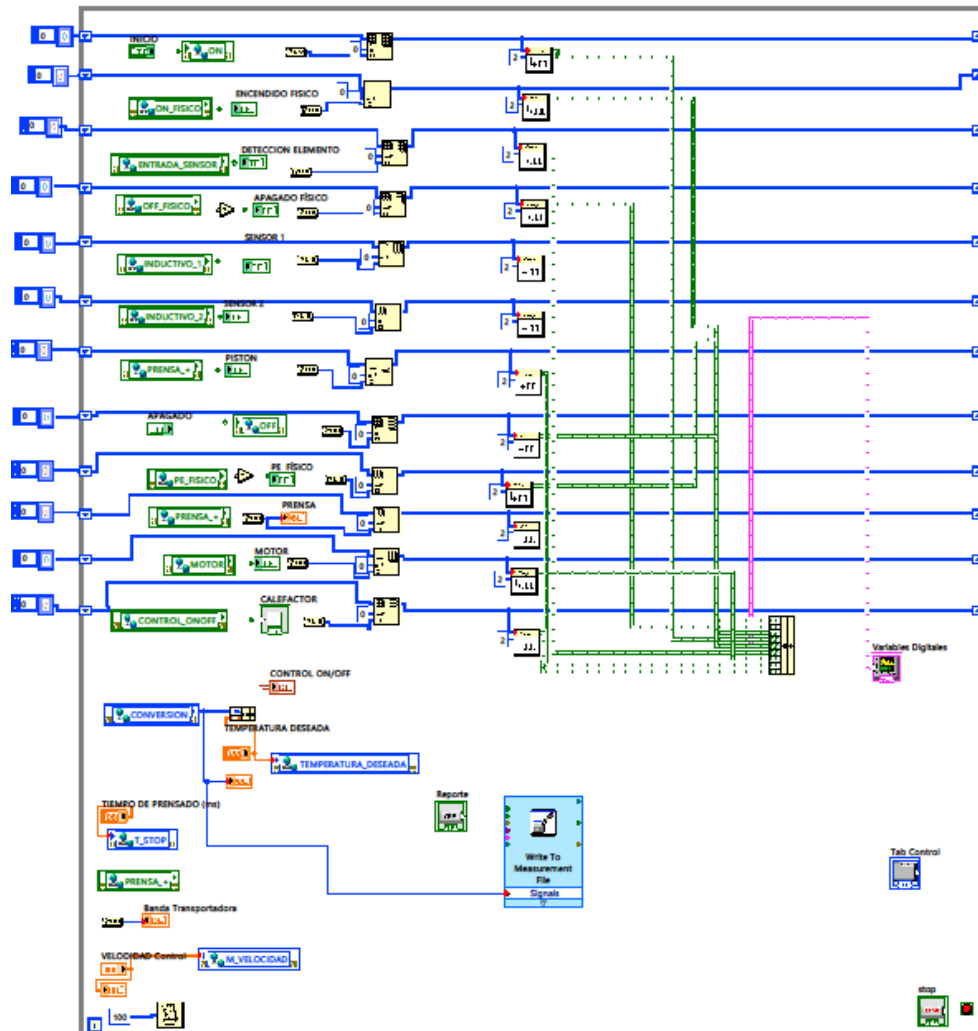 INICIO
ON
ENCENDIDO FISICO
ON_FISICO
DETECCION ELEMENTO
ENTRADA_SENSOR
APAGADO FÍSICO
OFF_FISICO
SENSOR 1
INDUCTIVO_1
SENSOR 2
INDUCTIVO_2
PISTON
PRENSA_+
APAGADO
OFF
PE FÍSICO
PE_FISICO
PRENSA
PRENSA_+
MOTOR
MOTOR
CALEFACTOR
CONTROL_ONOFF
Variables Digitales
CONTROL ON/OFF
CONVERSION
TEMPERATURA DESEADA
TEMPERATURA_DESEADA
Reporte
TIEMPO DE PRENSADO (ms)
T_STOP
Write To
Measurement
File
Signals
Tab Control
PRENSA_+
Banda Transportadora
VELOCIDAD Control
M_VELOCIDAD
stop
100
i